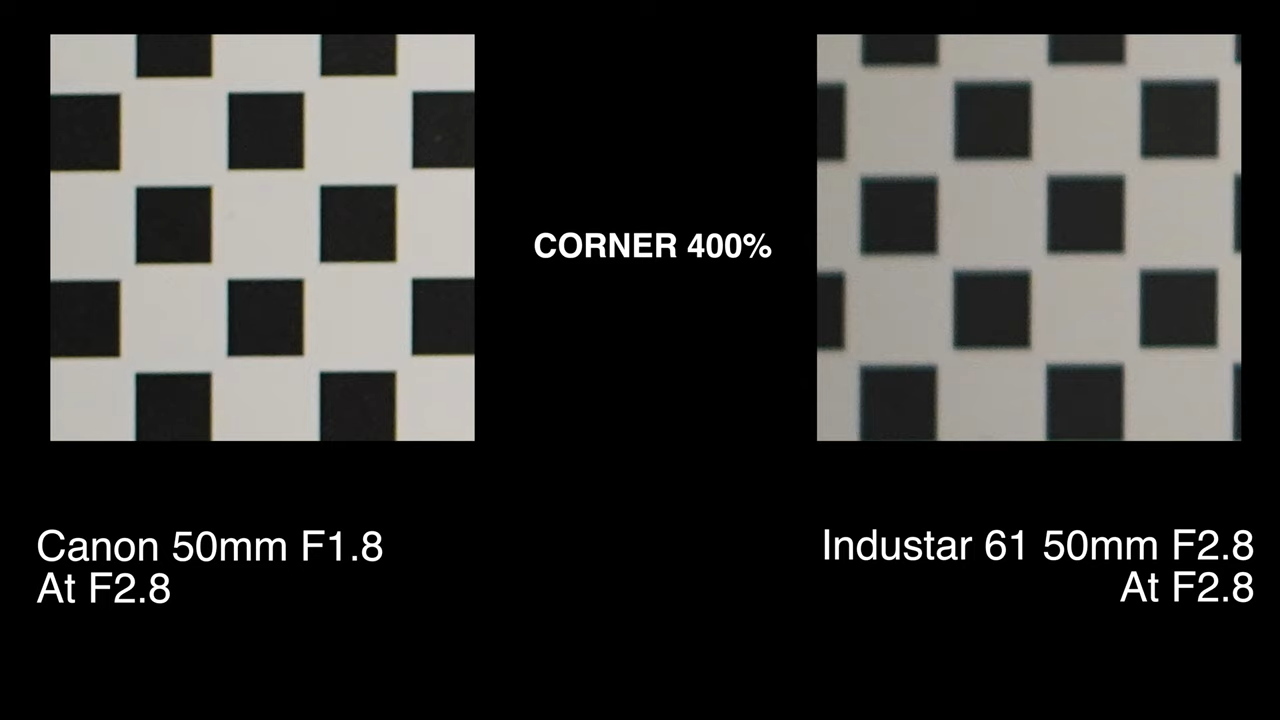 CORNER 400%
Canon 50mm F1.8
At F2.8
Industar 61 50mm F2.8
At F2.8